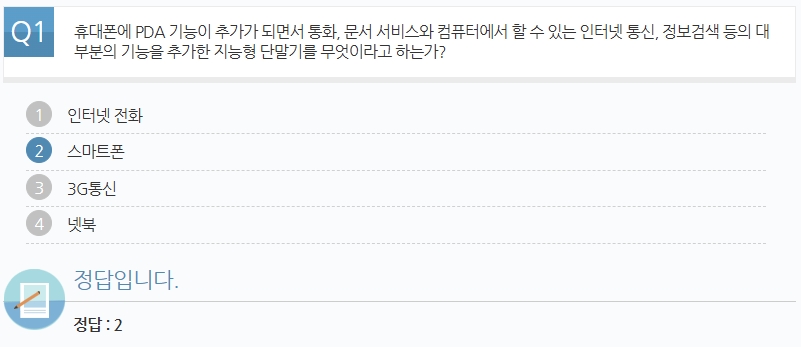 Q1
휴대폰에 PDA 기능이 추가가 되면서 통화, 문서 서비스와 컴퓨터에서 할 수 있는 인터넷 통신, 정보검색 등의 대
부분의 기능을 추가한 지능형 단말기를 무엇이라고 하는가?
1 인터넷 전화
2 스마트폰
3 3G통신
4 넷북
정답입니다.
정답 : 2